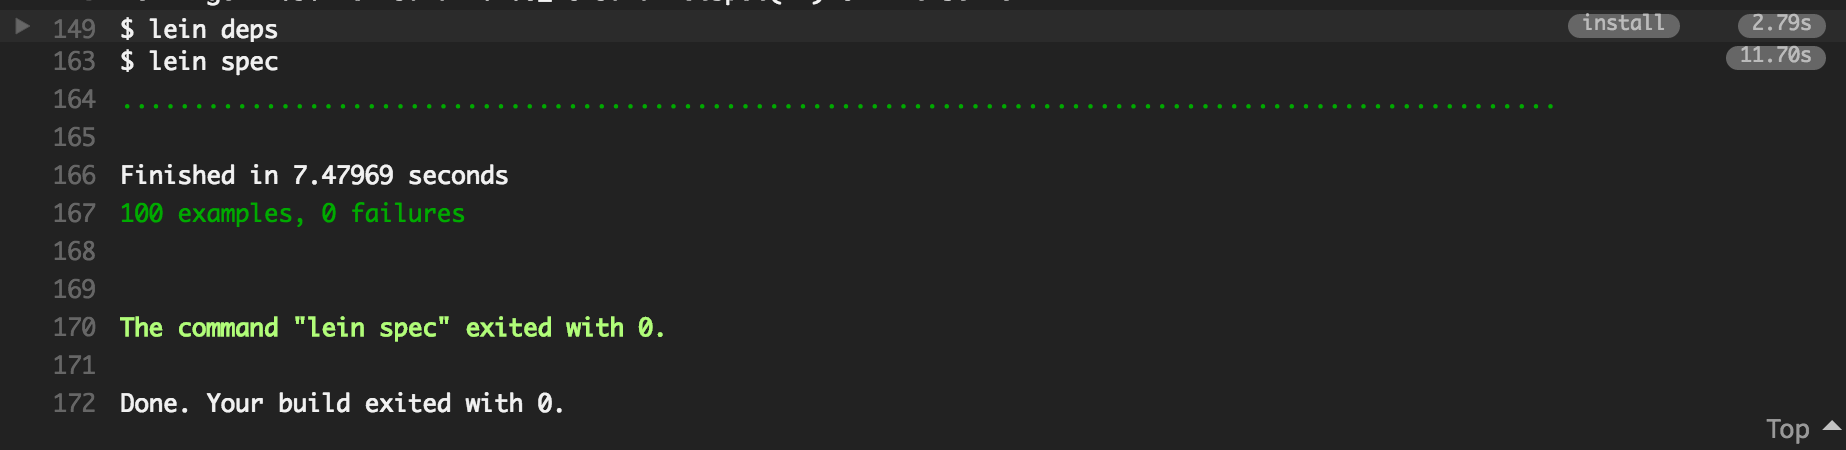 149 $ lein deps install 2.79s
163 $ lein spec 11.70s
164 ....................................................................................................
165
166 Finished in 7.47969 seconds
167 100 examples, 0 failures
168
169
170 The command "lein spec" exited with 0.
171
172 Done. Your build exited with 0.
Top